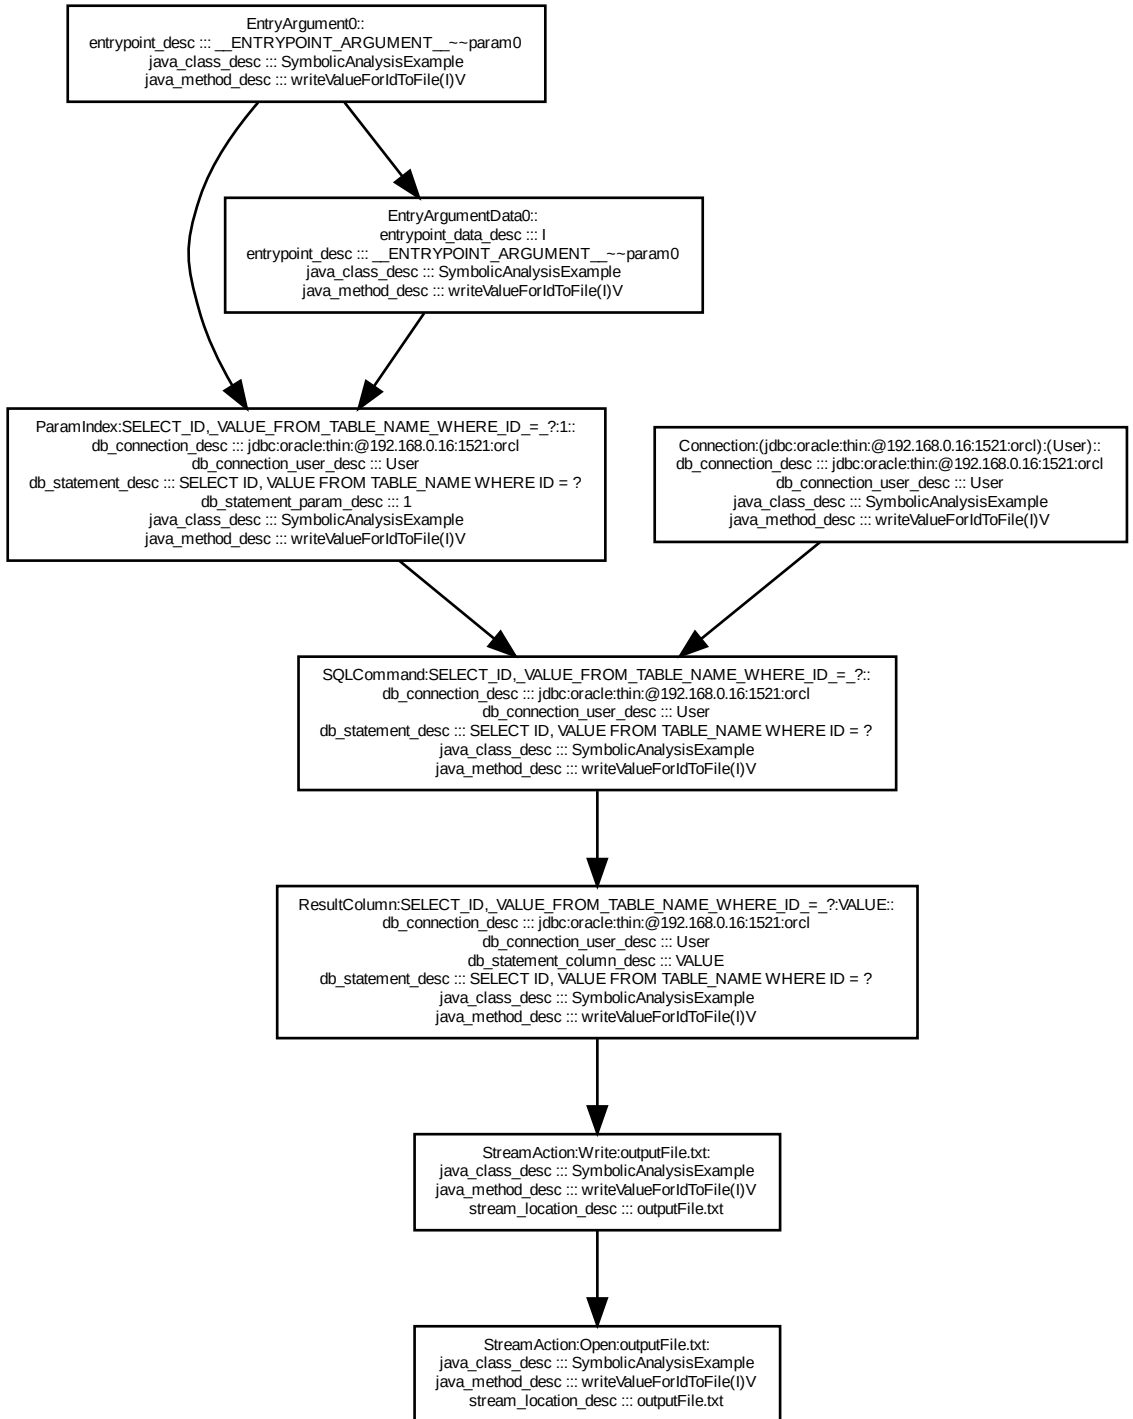 EntryArgument0::
entrypoint_desc ::: __ENTRYPOINT_ARGUMENT__~~param0
java_class_desc ::: SymbolicAnalysisExample
java_method_desc ::: writeValueForIdToFile(I)V
EntryArgumentData0::
entrypoint_data_desc ::: I
entrypoint_desc ::: __ENTRYPOINT_ARGUMENT__~~param0
java_class_desc ::: SymbolicAnalysisExample
java_method_desc ::: writeValueForIdToFile(I)V
ParamIndex:SELECT_ID,_VALUE_FROM_TABLE_NAME_WHERE_ID_=_?:1::
db_connection_desc ::: jdbc:oracle:thin:@192.168.0.16:1521:orcl
db_connection_user_desc ::: User
db_statement_desc ::: SELECT ID, VALUE FROM TABLE_NAME WHERE ID = ?
db_statement_param_desc ::: 1
java_class_desc ::: SymbolicAnalysisExample
java_method_desc ::: writeValueForIdToFile(I)V
Connection:(jdbc:oracle:thin:@192.168.0.16:1521:orcl):(User)::
db_connection_desc ::: jdbc:oracle:thin:@192.168.0.16:1521:orcl
db_connection_user_desc ::: User
java_class_desc ::: SymbolicAnalysisExample
java_method_desc ::: writeValueForIdToFile(I)V
SQLCommand:SELECT_ID,_VALUE_FROM_TABLE_NAME_WHERE_ID_=_?::
db_connection_desc ::: jdbc:oracle:thin:@192.168.0.16:1521:orcl
db_connection_user_desc ::: User
db_statement_desc ::: SELECT ID, VALUE FROM TABLE_NAME WHERE ID = ?
java_class_desc ::: SymbolicAnalysisExample
java_method_desc ::: writeValueForIdToFile(I)V
ResultColumn:SELECT_ID,_VALUE_FROM_TABLE_NAME_WHERE_ID_=_?:VALUE::
db_connection_desc ::: jdbc:oracle:thin:@192.168.0.16:1521:orcl
db_connection_user_desc ::: User
db_statement_column_desc ::: VALUE
db_statement_desc ::: SELECT ID, VALUE FROM TABLE_NAME WHERE ID = ?
java_class_desc ::: SymbolicAnalysisExample
java_method_desc ::: writeValueForIdToFile(I)V
StreamAction:Write:outputFile.txt:
java_class_desc ::: SymbolicAnalysisExample
java_method_desc ::: writeValueForIdToFile(I)V
stream_location_desc ::: outputFile.txt
StreamAction:Open:outputFile.txt:
java_class_desc ::: SymbolicAnalysisExample
java_method_desc ::: writeValueForIdToFile(I)V
stream_location_desc ::: outputFile.txt